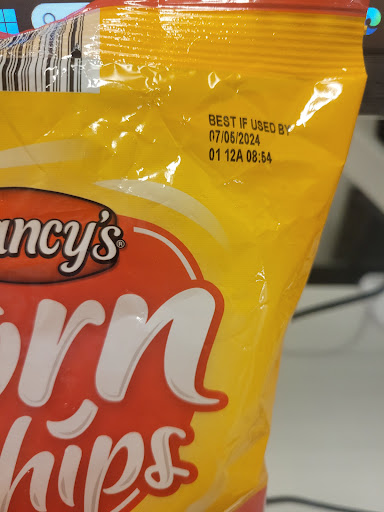 BEST IF USED BY
07/06/2024
01 12A 08:54
ancy's®
orn
hips